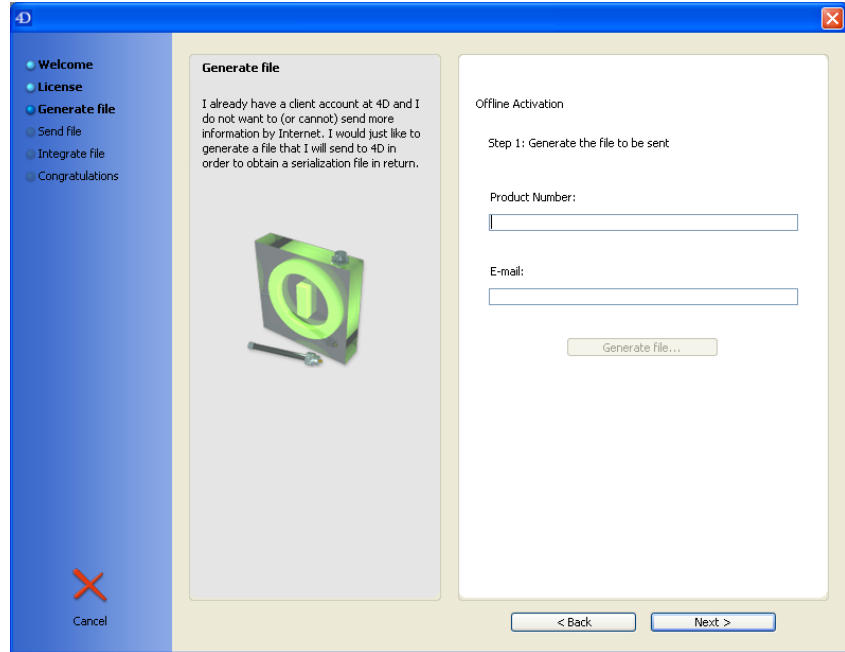 4D
Welcome
License
Generate file
Send file
Integrate file
Congratulations
Cancel
Generate file
I already have a client account at 4D and I
do not want to (or cannot) send more
information by Internet. I would just like to
generate a file that I will send to 4D in
order to obtain a serialization file in return.
Offline Activation
Step 1: Generate the file to be sent
Product Number:
E-mail:
Generate file...
< Back
Next >